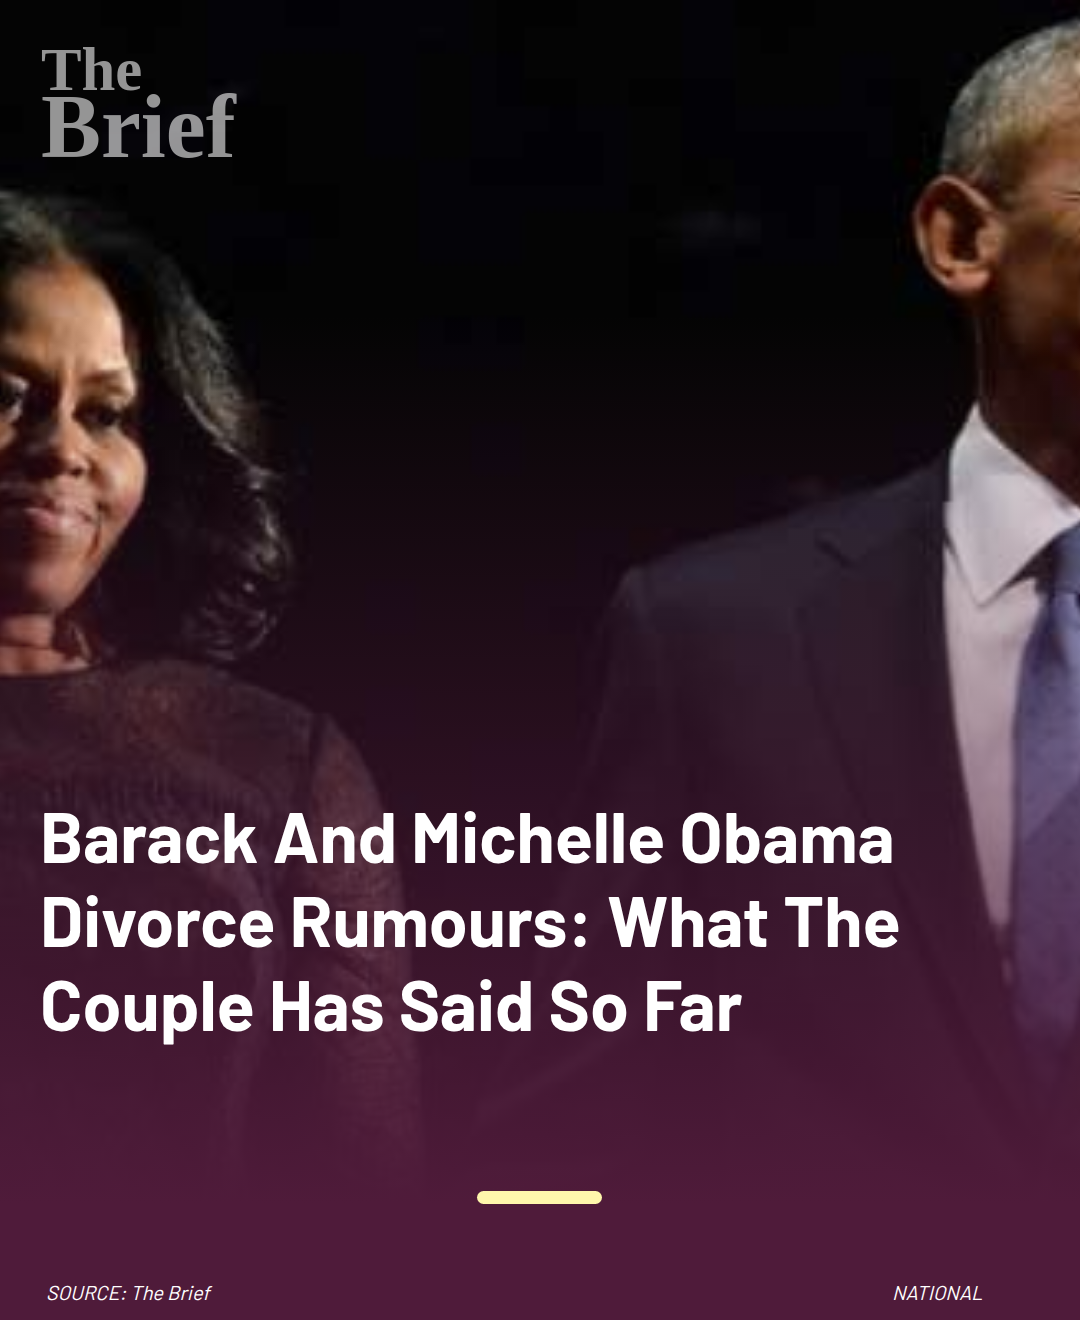 The
Brief
Barack And Michelle Obama
Divorce Rumours: What The
Couple Has Said So Far
SOURCE: The Brief
NATIONAL